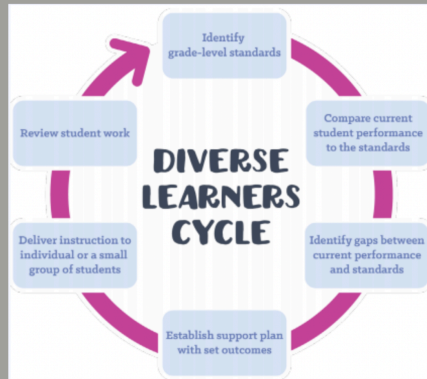 Identify
grade-level standards
Compare current
student performance
to the standards
Identify gaps between
current performance
and standards
Establish support plan
with set outcomes
Deliver instruction to
individual or a small
group of students
Review student work
DIVERSE
LEARNERS
CYCLE